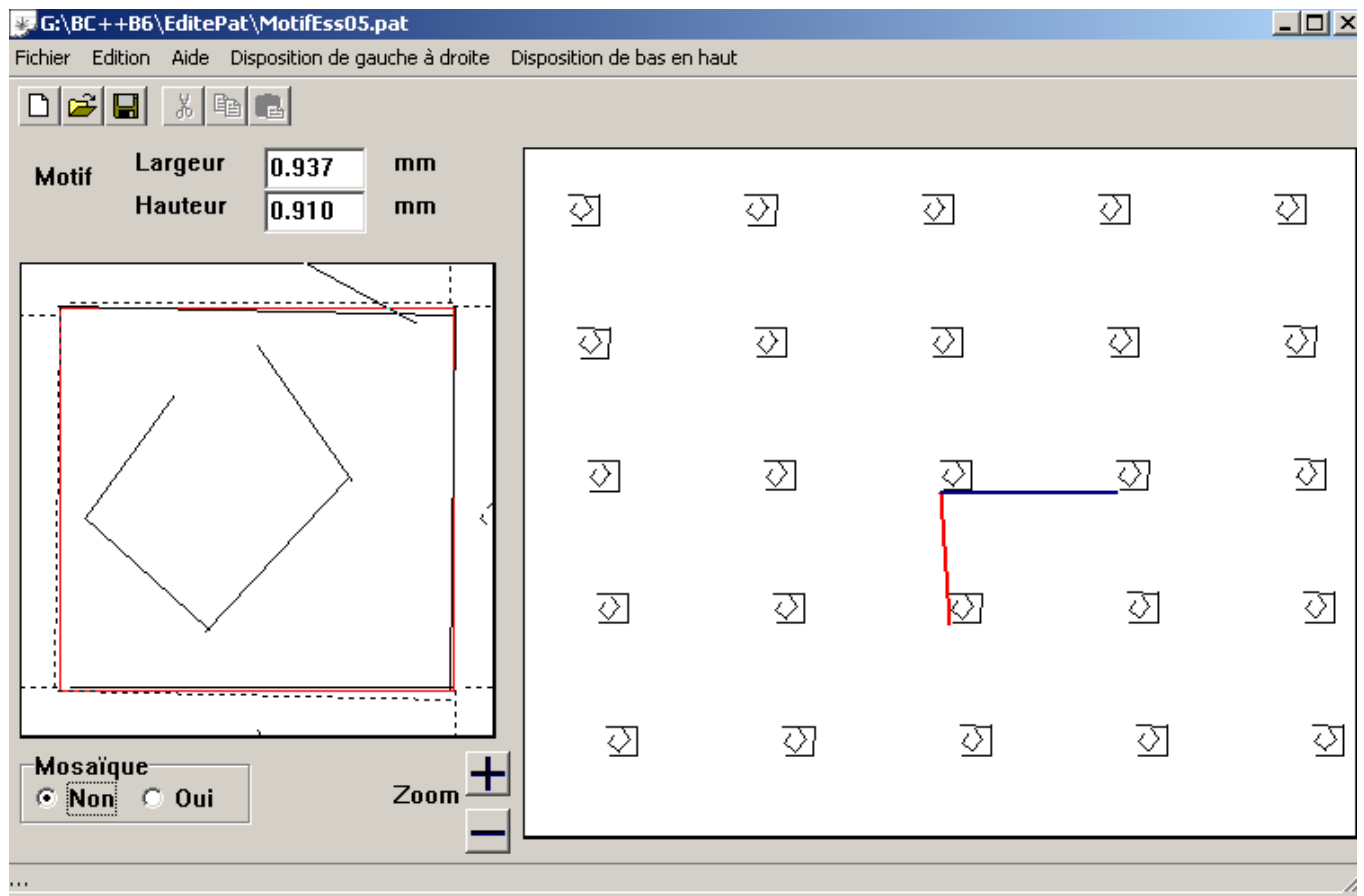 G:\BC++B6\EditePat\MotifEss05.pat
Fichier Edition Aide Disposition de gauche à droite Disposition de bas en haut
Motif
Largeur 0.937 mm
Hauteur 0.910 mm
Mosaïque
Non Oui
Zoom
...